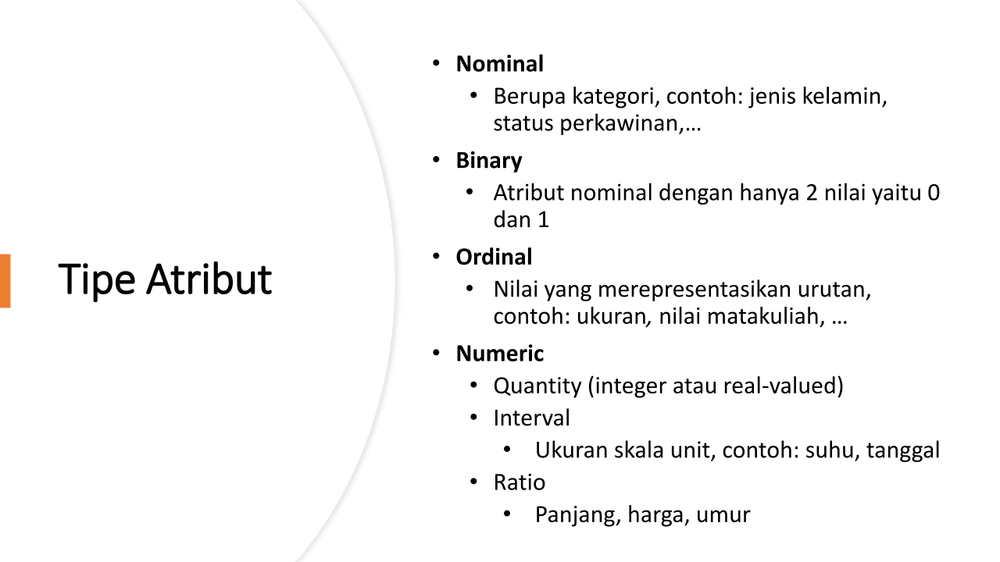 Tipe Atribut
• Nominal
• Berupa kategori, contoh: jenis kelamin,
status perkawinan,...
• Binary
• Atribut nominal dengan hanya 2 nilai yaitu 0
dan 1
• Ordinal
• Nilai yang merepresentasikan urutan,
contoh: ukuran, nilai matakuliah, ...
• Numeric
• Quantity (integer atau real-valued)
• Interval
• Ukuran skala unit, contoh: suhu, tanggal
• Ratio
• Panjang, harga, umur